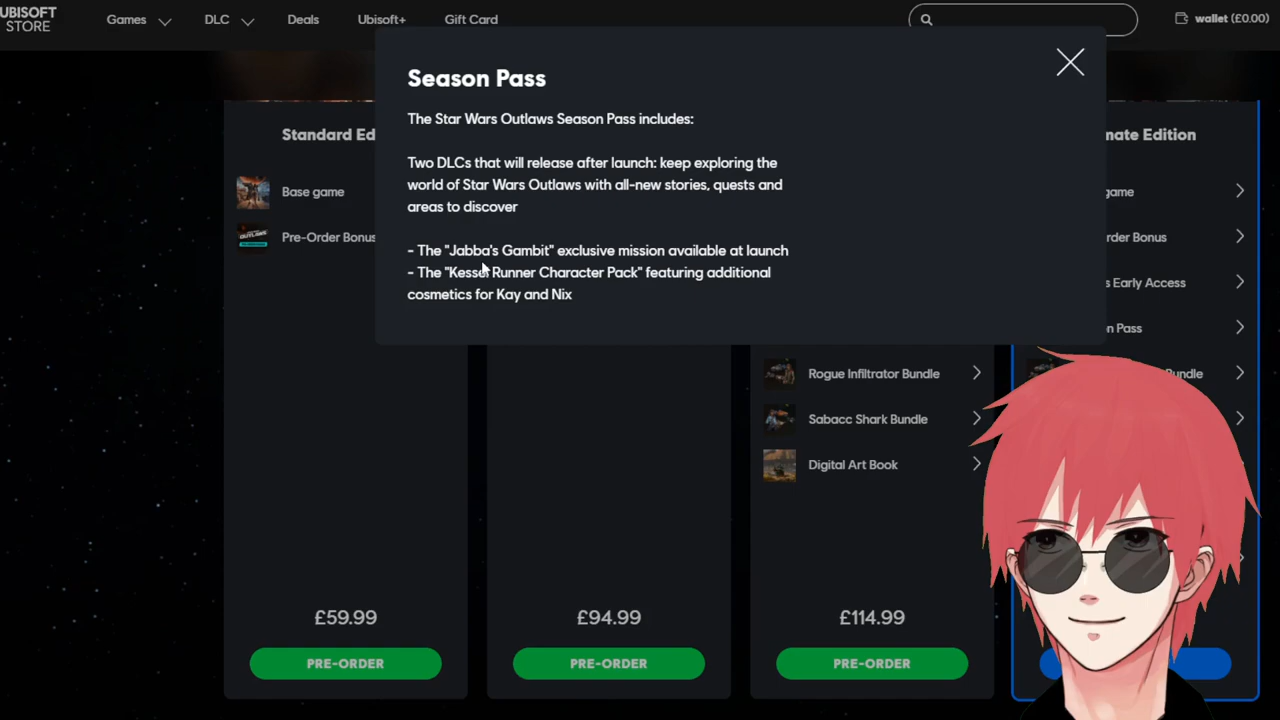 UBISOFT
STORE
Games
DLC
Deals
Ubisoft+
Gift Card
wallet (£0.00)
Season Pass
The Star Wars Outlaws Season Pass includes:
Two DLCs that will release after launch: keep exploring the
world of Star Wars Outlaws with all-new stories, quests and
areas to discover
- The "Jabba's Gambit" exclusive mission available at launch
- The "Kessel Runner Character Pack" featuring additional
cosmetics for Kay and Nix
Standard Ed
Base game
Pre-Order Bonus
£59.99
PRE-ORDER
£94.99
PRE-ORDER
Rogue Infiltrator Bundle
Sabacc Shark Bundle
Digital Art Book
£114.99
PRE-ORDER
mate Edition
game
rder Bonus
s Early Access
n Pass
undle